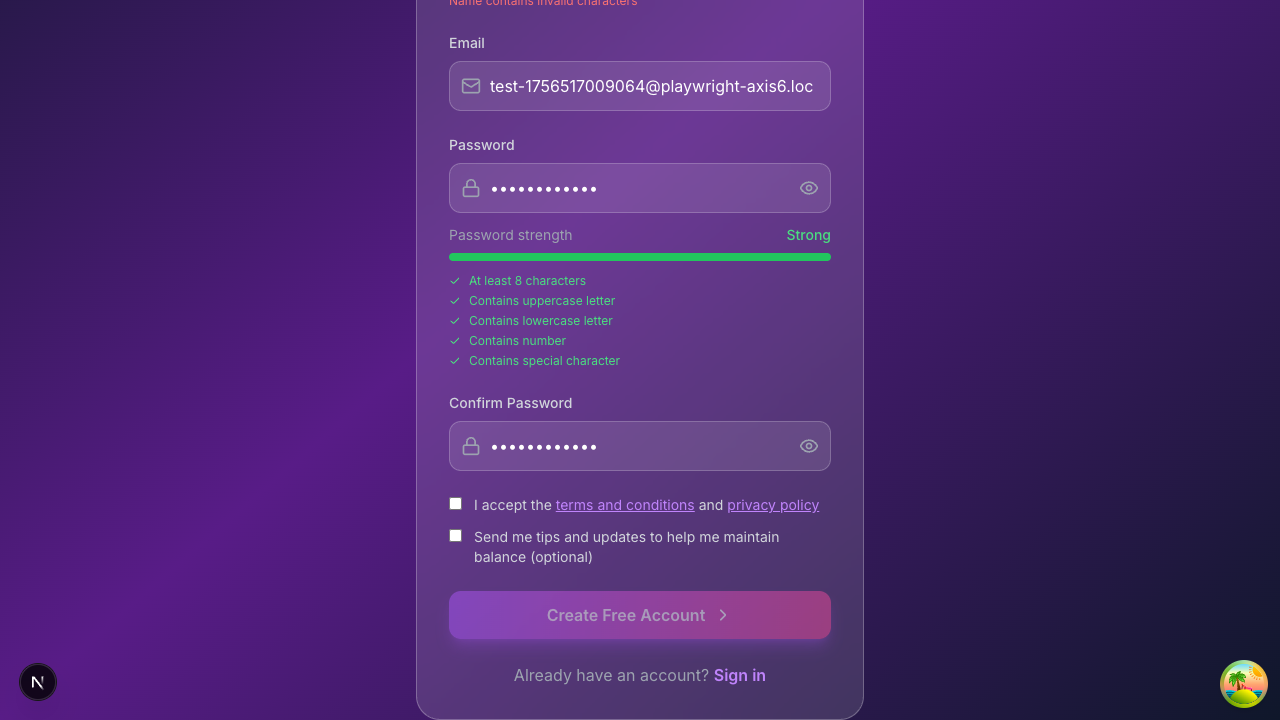 Name contains invalid characters
Email
test-1756517009064@playwright-axis6.loc
Password
••••••••••••
Password strength
Strong
At least 8 characters
Contains uppercase letter
Contains lowercase letter
Contains number
Contains special character
Confirm Password
••••••••••••
I accept the terms and conditions and privacy policy
Send me tips and updates to help me maintain
balance (optional)
Create Free Account
Already have an account? Sign in
N